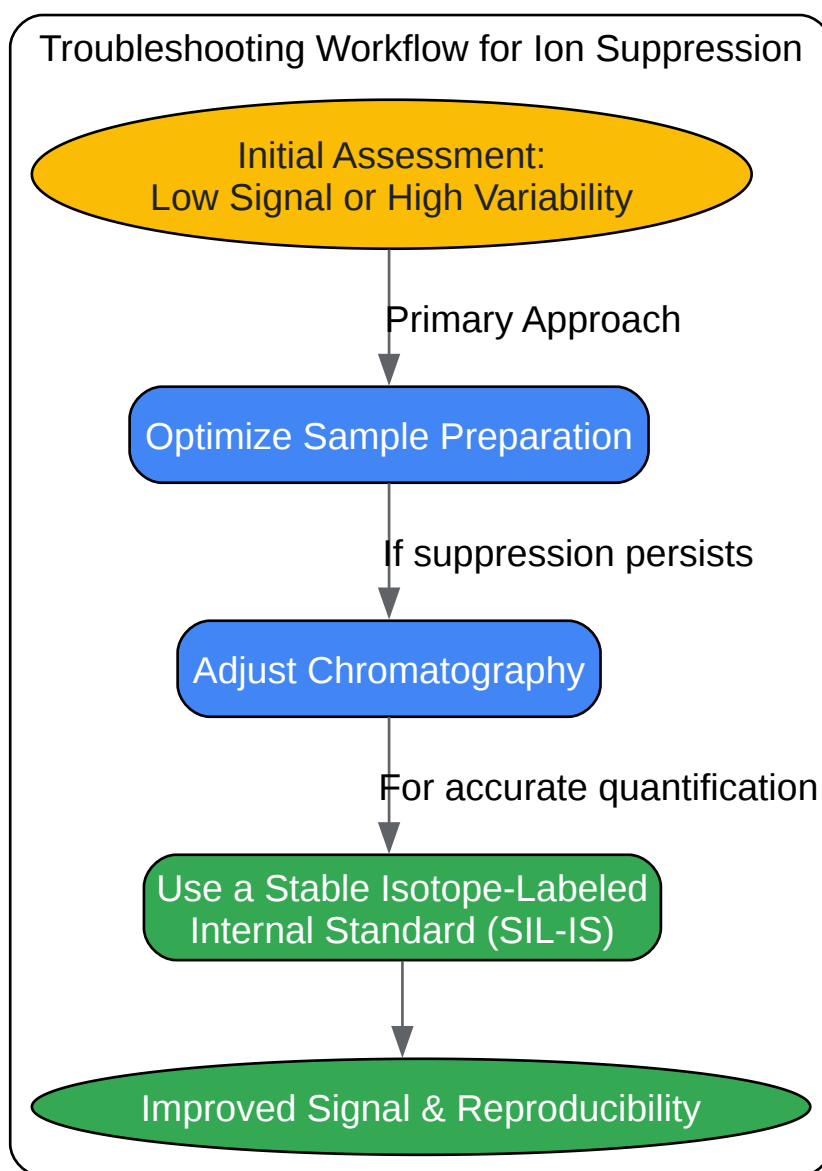 Troubleshooting Workflow for Ion Suppression
Initial Assessment:
Low Signal or High Variability
Primary Approach
Optimize Sample Preparation
If suppression persists
Adjust Chromatography
For accurate quantification
Use a Stable Isotope-Labeled
Internal Standard (SIL-IS)
Improved Signal & Reproducibility